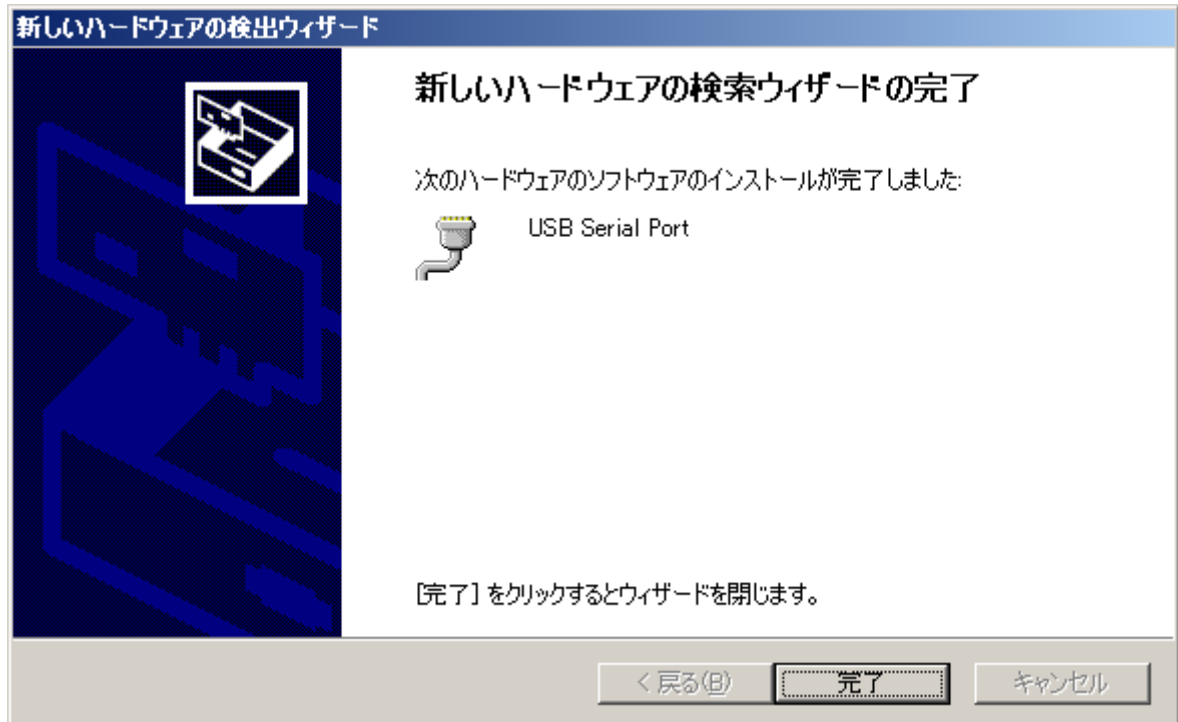 新しいハードウェアの検出ウィザード
新しいハードウェアの検索ウィザードの完了
次のハードウェアのソフトウェアのインストールが完了しました:
USB Serial Port
[完了] をクリックするとウィザードを閉じます。
< 戻る(B)
完了
キャンセル